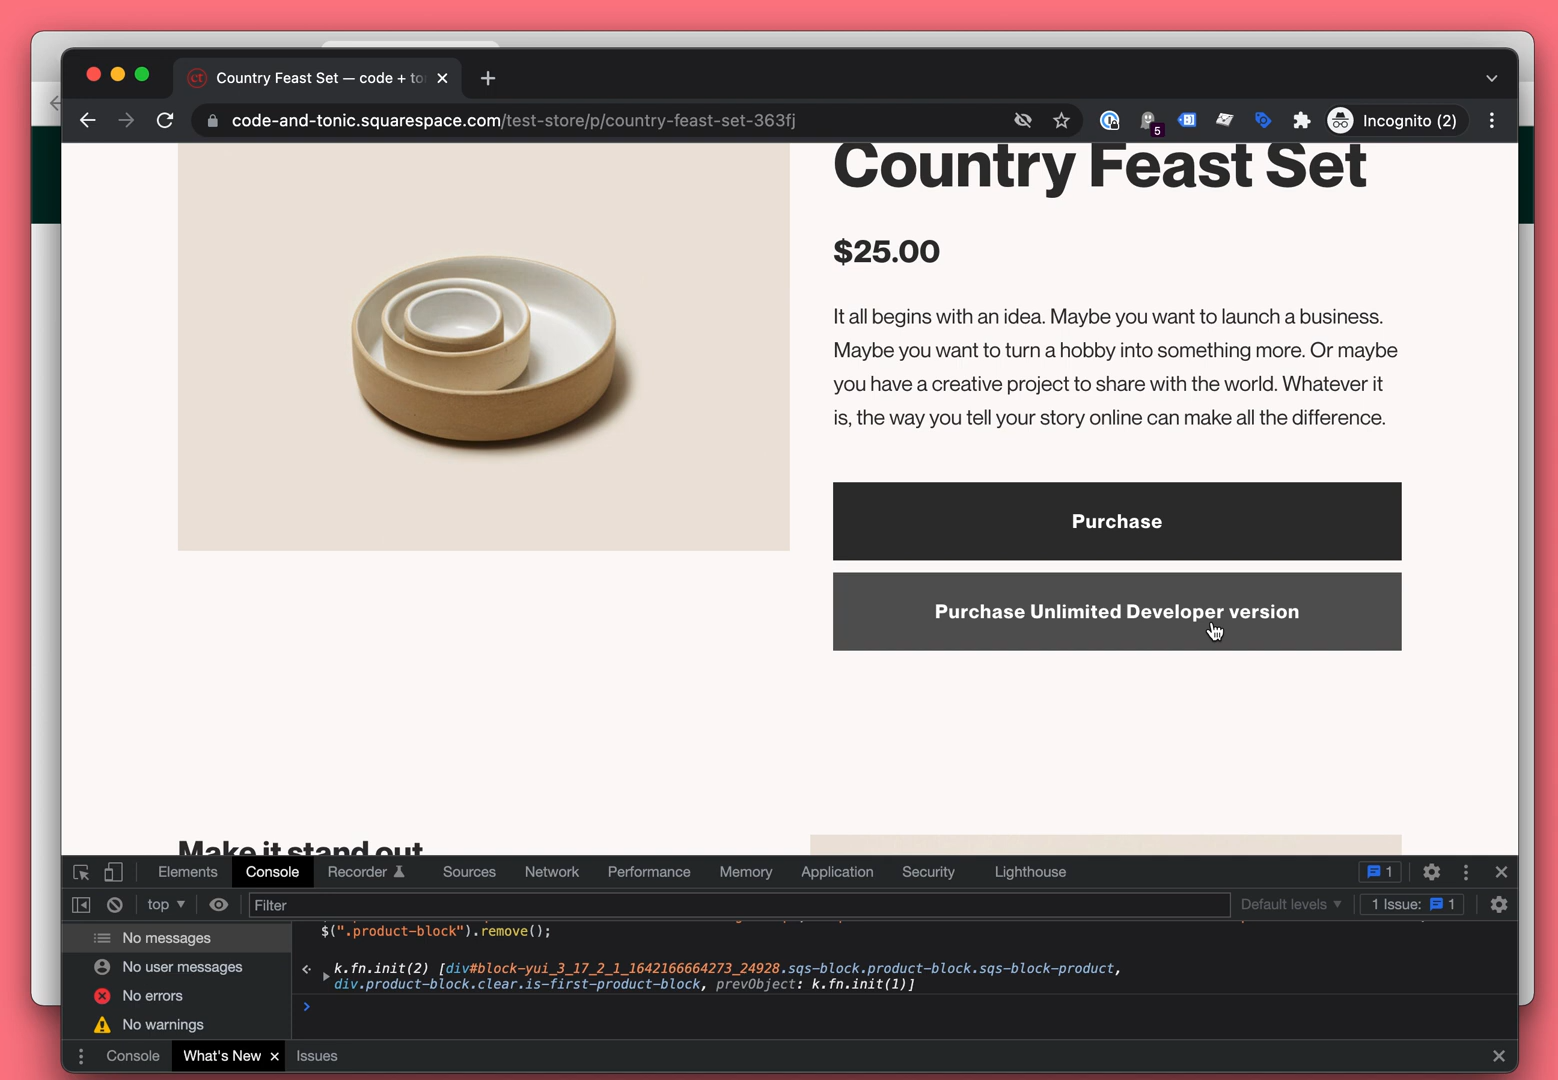 Country Feast Set — code + to
code-and-tonic.squarespace.com/test-store/p/country-feast-set-363fj
5
Incognito (2)
Country Feast Set
$25.00
It all begins with an idea. Maybe you want to launch a business.
Maybe you want to turn a hobby into something more. Or maybe
you have a creative project to share with the world. Whatever it
is, the way you tell your story online can make all the difference.
Purchase
Purchase Unlimited Developer version
Make it stand out
Elements Console Recorder Sources Network Performance Memory Application Security Lighthouse 1
top Filter Default levels 1 Issue: 1
No messages
No user messages
No errors
No warnings
$(".product-block").remove();
k.fn.init(2) [div#block-yui_3_17_2_1_1642166664273_24928.sqs-block.product-block.sqs-block-product,
div.product-block.clear.is-first-product-block, prevObject: k.fn.init(1)]
Console What's New Issues